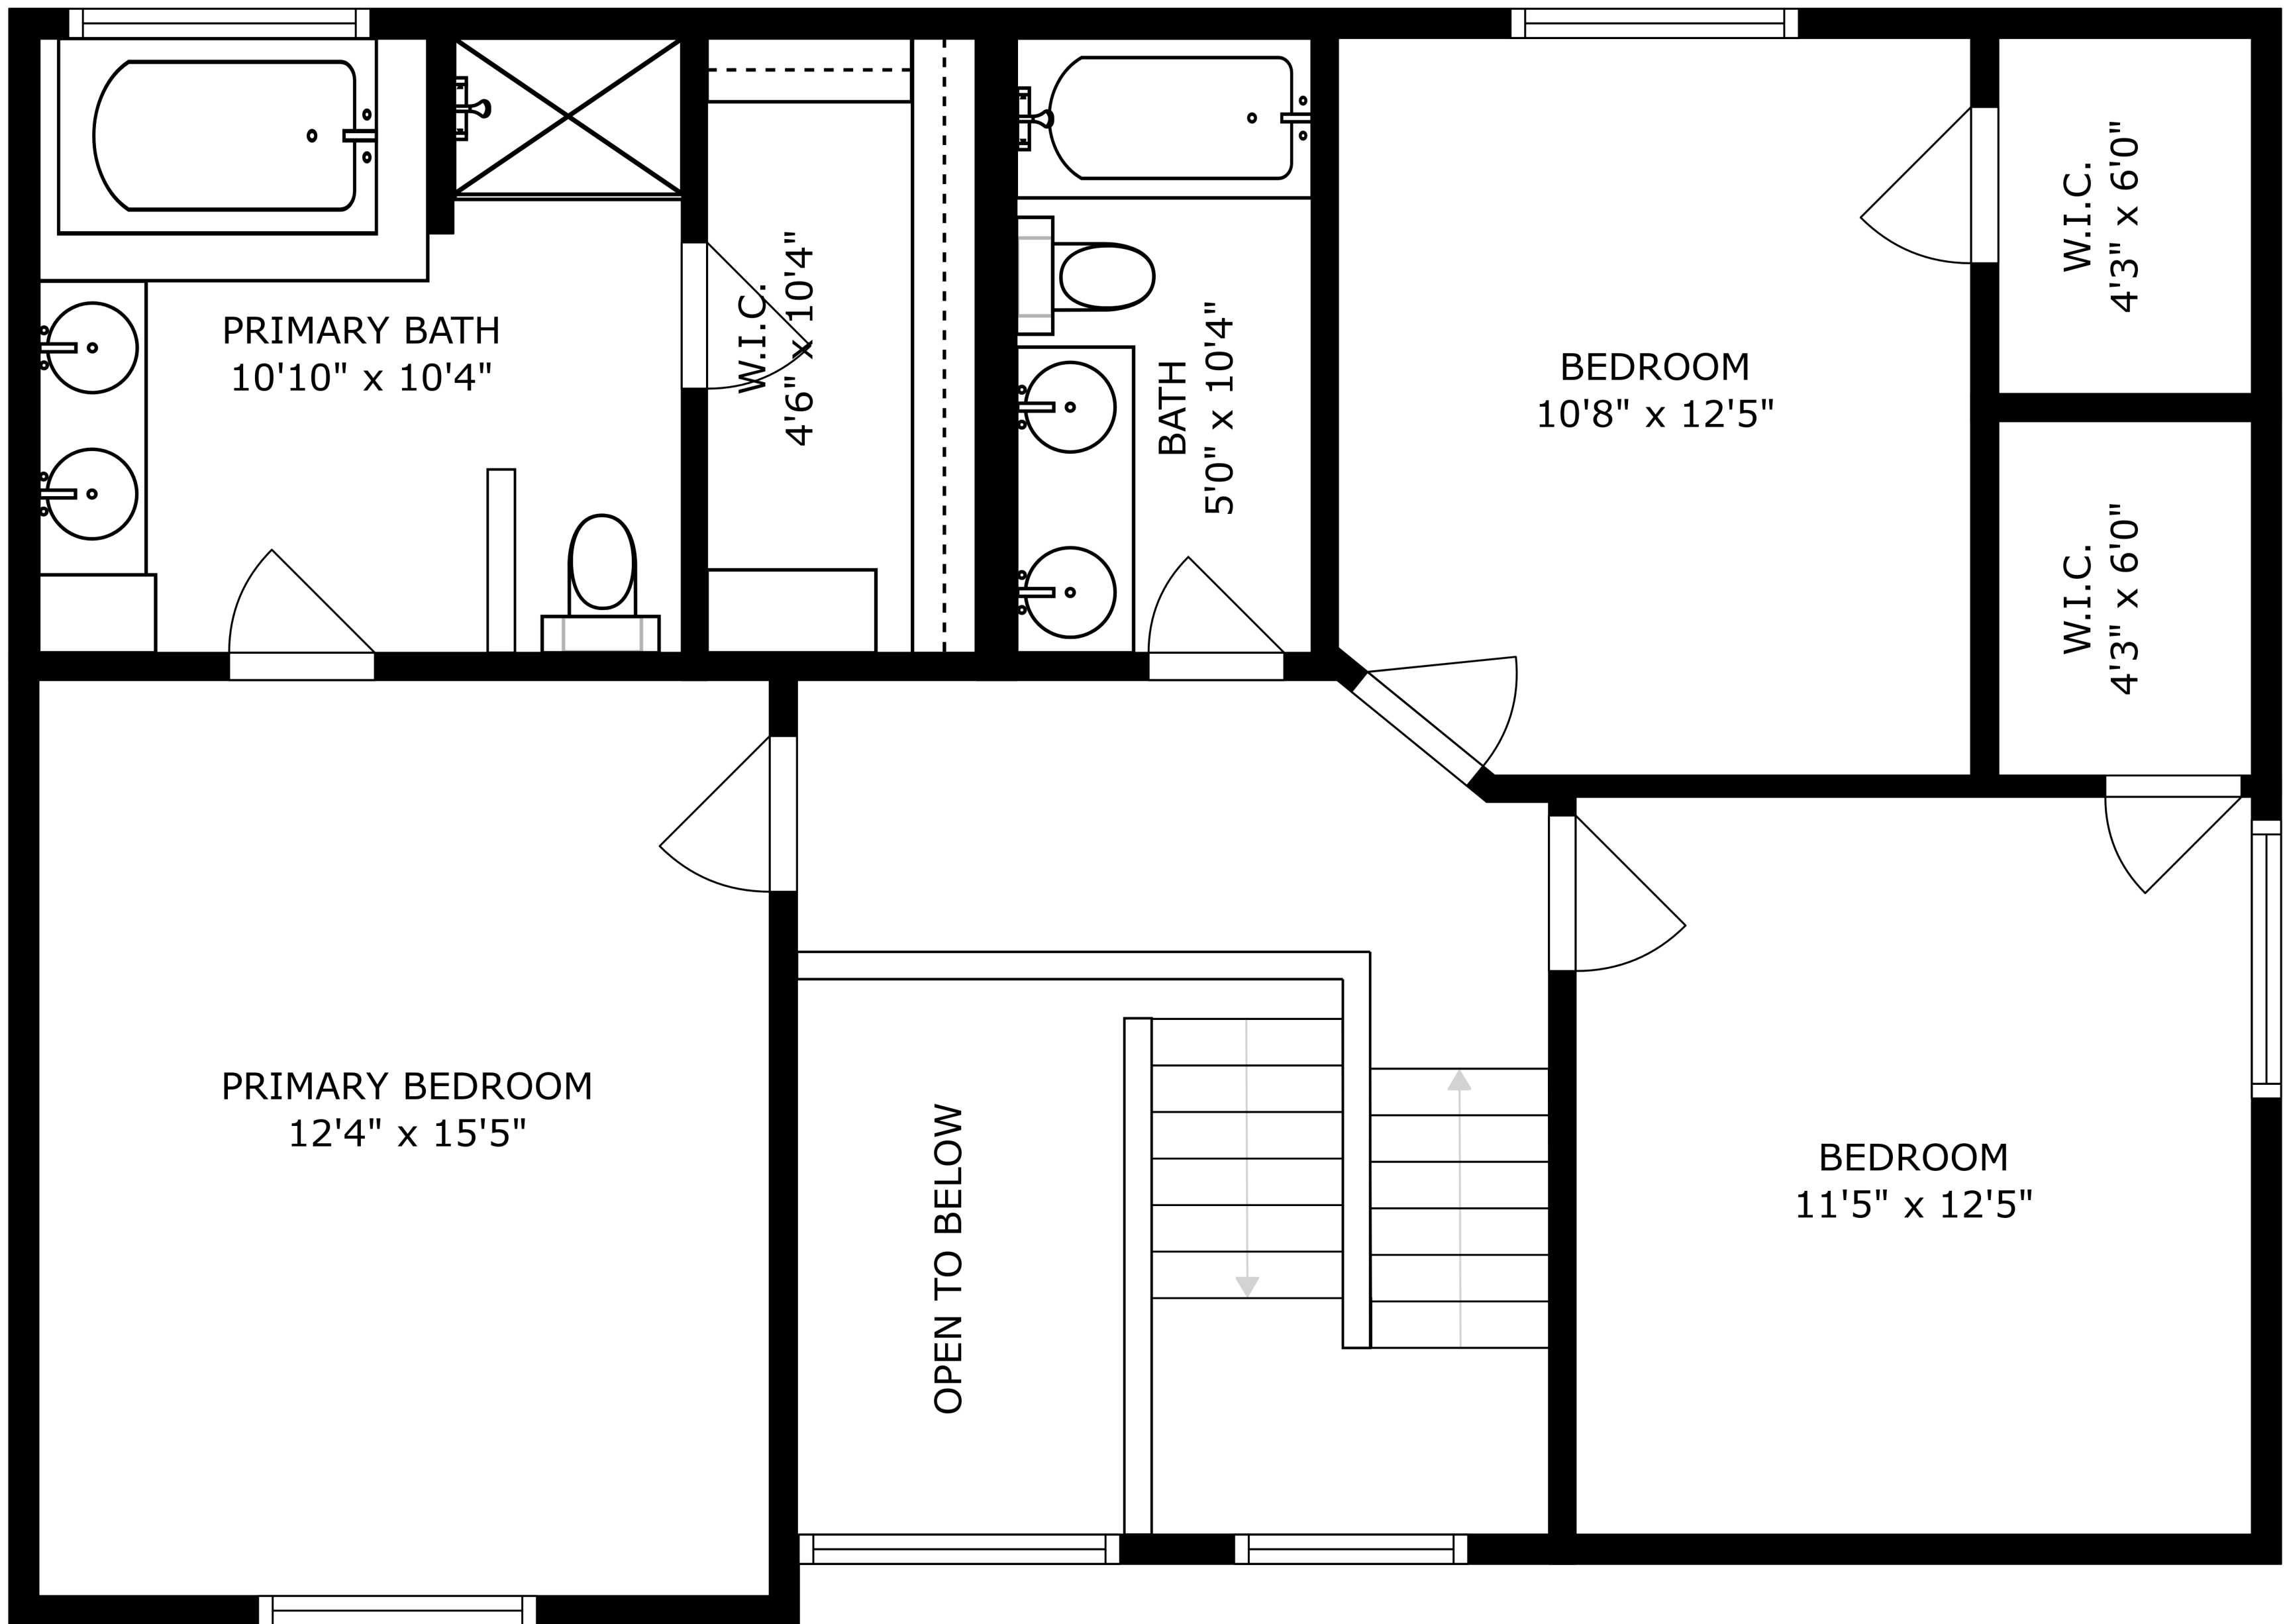 PRIMARY BATH
10'10" x 10'4"
W.I.C.
4'6" x 10'4"
BATH
5'0" x 10'4"
BEDROOM
10'8" x 12'5"
W.I.C.
4'3" x 6'0"
W.I.C.
4'3" x 6'0"
PRIMARY BEDROOM
12'4" x 15'5"
OPEN TO BELOW
BEDROOM
11'5" x 12'5"